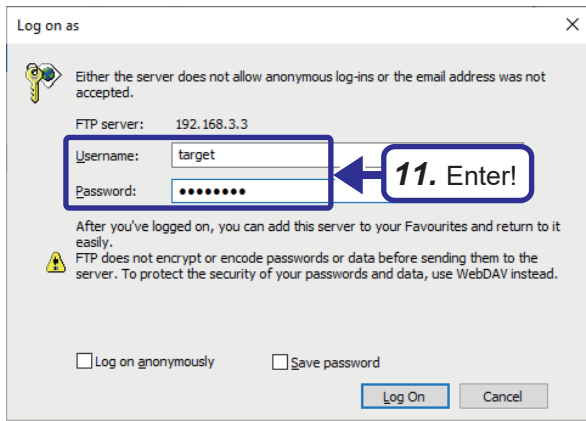 Log on as
Either the server does not allow anonymous log-ins or the email address was not
accepted.
FTP server: 192.168.3.3
Username: target
Password: ●●●●●●●●
11. Enter!
After you've logged on, you can add this server to your Favourites and return to it
easily.
FTP does not encrypt or encode passwords or data before sending them to the
server. To protect the security of your passwords and data, use WebDAV instead.
Log on anonymously Save password
Log On Cancel